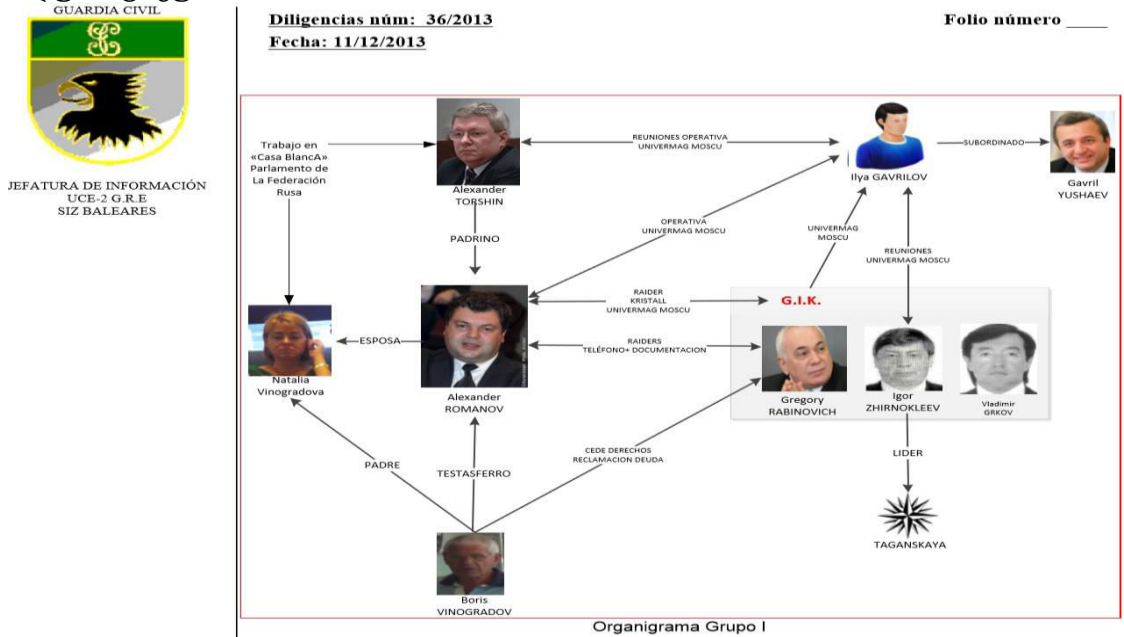 GUARDIA CIVIL
JEFATURA DE INFORMACIÓN
UCE-2 G.R.E
SIZ BALEARES
Diligencias núm: 36/2013
Folio número ____
Fecha: 11/12/2013
Trabajo en
«Casa BlancA»
Parlamento de
La Federación
Rusa
Alexander
TORSHIN
REUNIONES OPERATIVA
UNIVERMAG MOSCU
Ilya GAVRILOV
SUBORDINADO
Gavril
YUSHAEV
PADRINO
OPERATIVA
UNIVERMAG MOSCU
UNIVERMAG
MOSCU
REUNIONES
UNIVERMAG MOSCU
RAIDER
KRISTALL
UNIVERMAG MOSCU
G.I.K.
ESPOSA
RAIDERS
TELÉFONO+ DOCUMENTACION
Natalia
Vinogradova
Alexander
ROMANOV
Gregory
RABINOVICH
Igor
ZHIRNOKLEEV
Vladimir
GRKOV
PADRE
TESTASFERRO
CEDE DERECHOS
RECLAMACION DEUDA
LIDER
TAGANSKAYA
Boris
VINOGRADOV
Organigrama Grupo I